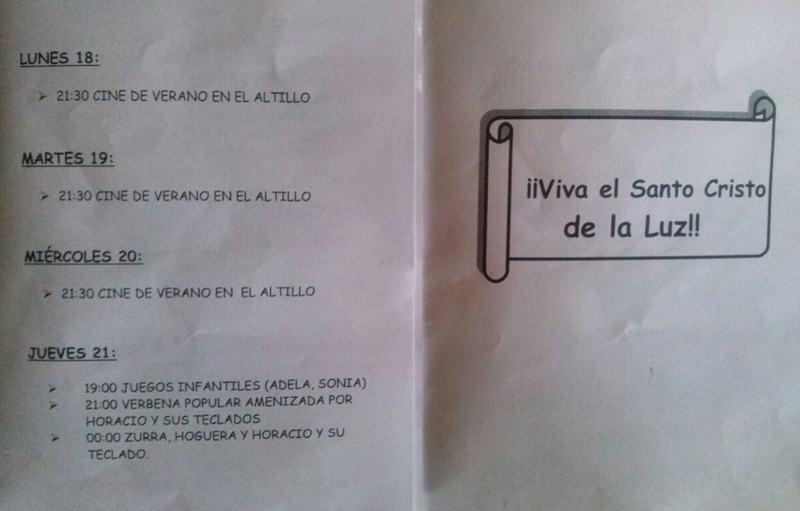 LUNES 18:
➢ 21:30 CINE DE VERANO EN EL ALTILLO
MARTES 19:
➢ 21:30 CINE DE VERANO EN EL ALTILLO
MIÉRCOLES 20:
➢ 21:30 CINE DE VERANO EN EL ALTILLO
JUEVES 21:
➢ 19:00 JUEGOS INFANTILES (ADELA, SONIA)
➢ 21:00 VERBENA POPULAR AMENIZADA POR
HORACIO Y SUS TECLADOS
➢ 00:00 ZURRA, HOGUERA Y HORACIO Y SU
TECLADO.
¡¡Viva el Santo Cristo
de la Luz!!